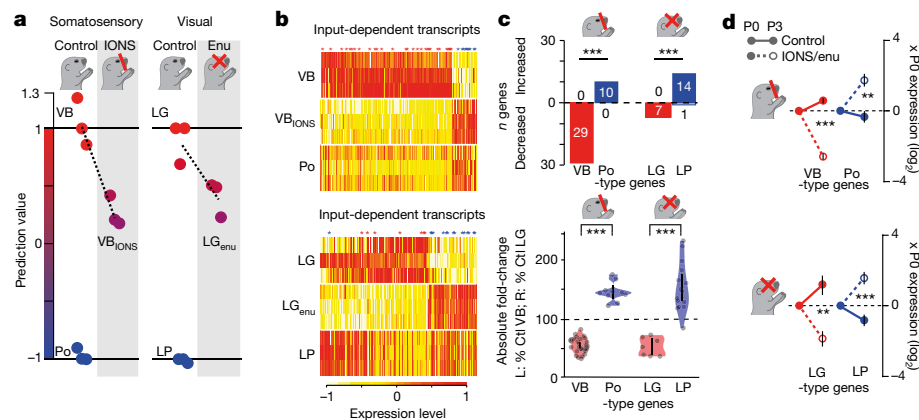 a
Somatosensory Visual
Control IONS Control Enu
1.3
VB
LG
1
Prediction value
0
VB_IONS
LG_enu
−1
Po
LP
b
Input-dependent transcripts
VB
VB_IONS
Po
Input-dependent transcripts
LG
LG_enu
LP
−1 0 1
Expression level
c
n genes
Decreased Increased
30
0
30
*** ***
0 10 0 14
29 0 7 1
VB Po LG LP
-type genes
*** ***
Absolute fold-change
L: % Ctl VB; R: % Ctl LG
200
100
50
0
VB Po LG LP
-type genes
d
P0 P3
Control
IONS/enu
4
0
−4
x P0 expression (log₂)
**
***
VB Po
-type genes
4
0
−4
x P0 expression (log₂)
***
**
LG LP
-type genes